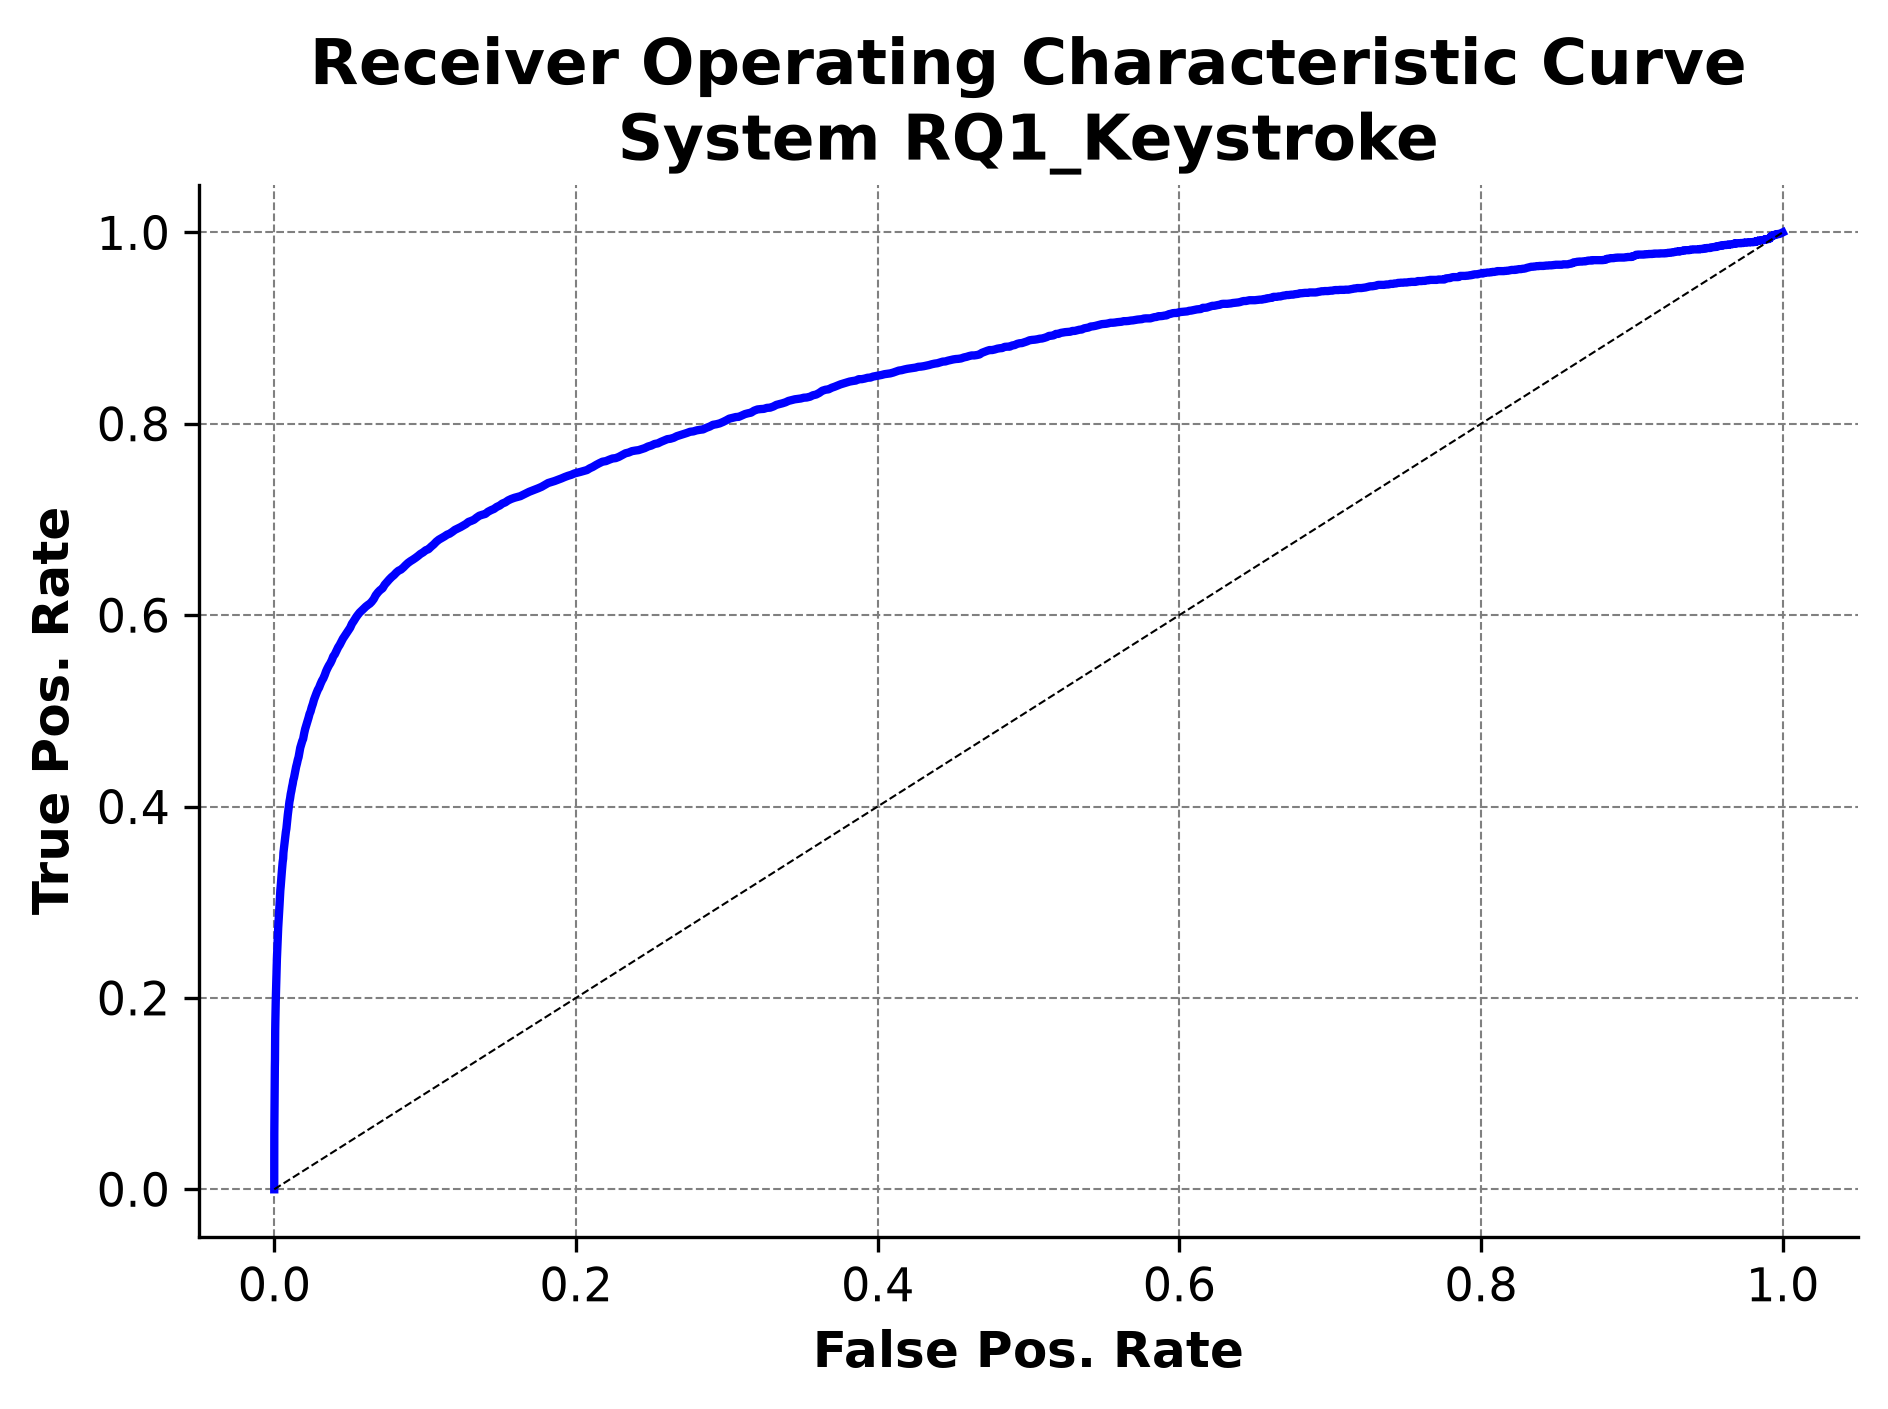 Receiver Operating Characteristic Curve
System RQ1_Keystroke
True Pos. Rate
1.0
0.8
0.6
0.4
0.2
0.0
0.0 0.2 0.4 0.6 0.8 1.0
False Pos. Rate